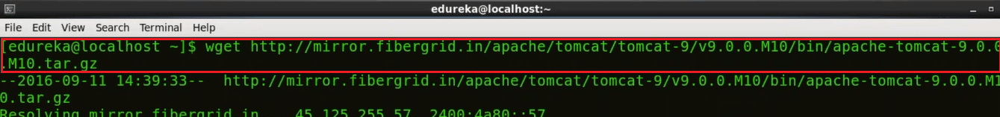 edureka@localhost:~
File Edit View Search Terminal Help
[edureka@localhost ~]$ wget http://mirror.fibergrid.in/apache/tomcat/tomcat-9/v9.0.0.M10/bin/apache-tomcat-9.0.0
.M10.tar.gz
--2016-09-11 14:39:33--  http://mirror.fibergrid.in/apache/tomcat/tomcat-9/v9.0.0.M10/bin/apache-tomcat-9.0.0.M1
0.tar.gz
Resolving mirror.fibergrid.in... 45.125.255.57, 2400:4a80::57